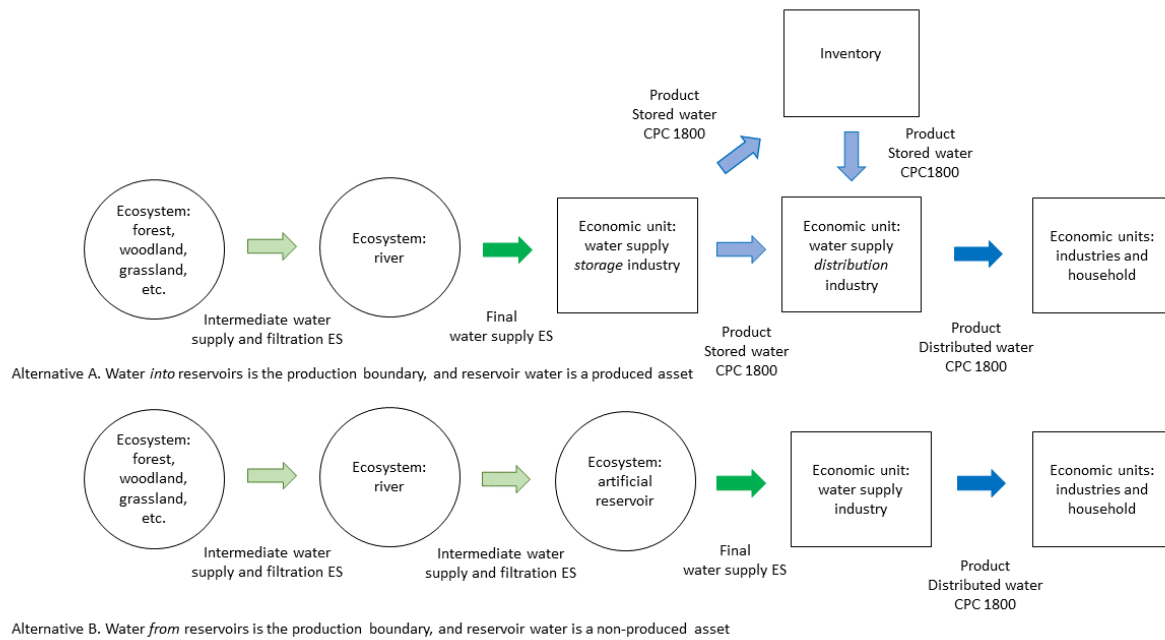 Inventory
Product
Stored water
CPC 1800
Product
Stored water
CPC1800
Ecosystem:
forest,
woodland,
grassland,
etc.
Ecosystem:
river
Economic unit:
water supply
storage industry
Economic unit:
water supply
distribution
industry
Economic units:
industries and
household
Intermediate water
supply and filtration ES
Final
water supply ES
Product
Stored water
CPC 1800
Product
Distributed water
CPC 1800
Alternative A. Water into reservoirs is the production boundary, and reservoir water is a produced asset
Ecosystem:
forest,
woodland,
grassland,
etc.
Ecosystem:
river
Ecosystem:
artificial
reservoir
Economic unit:
water supply
industry
Economic units:
industries and
household
Intermediate water
supply and filtration ES
Intermediate water
supply and filtration ES
Final
water supply ES
Product
Distributed water
CPC 1800
Alternative B. Water from reservoirs is the production boundary, and reservoir water is a non-produced asset